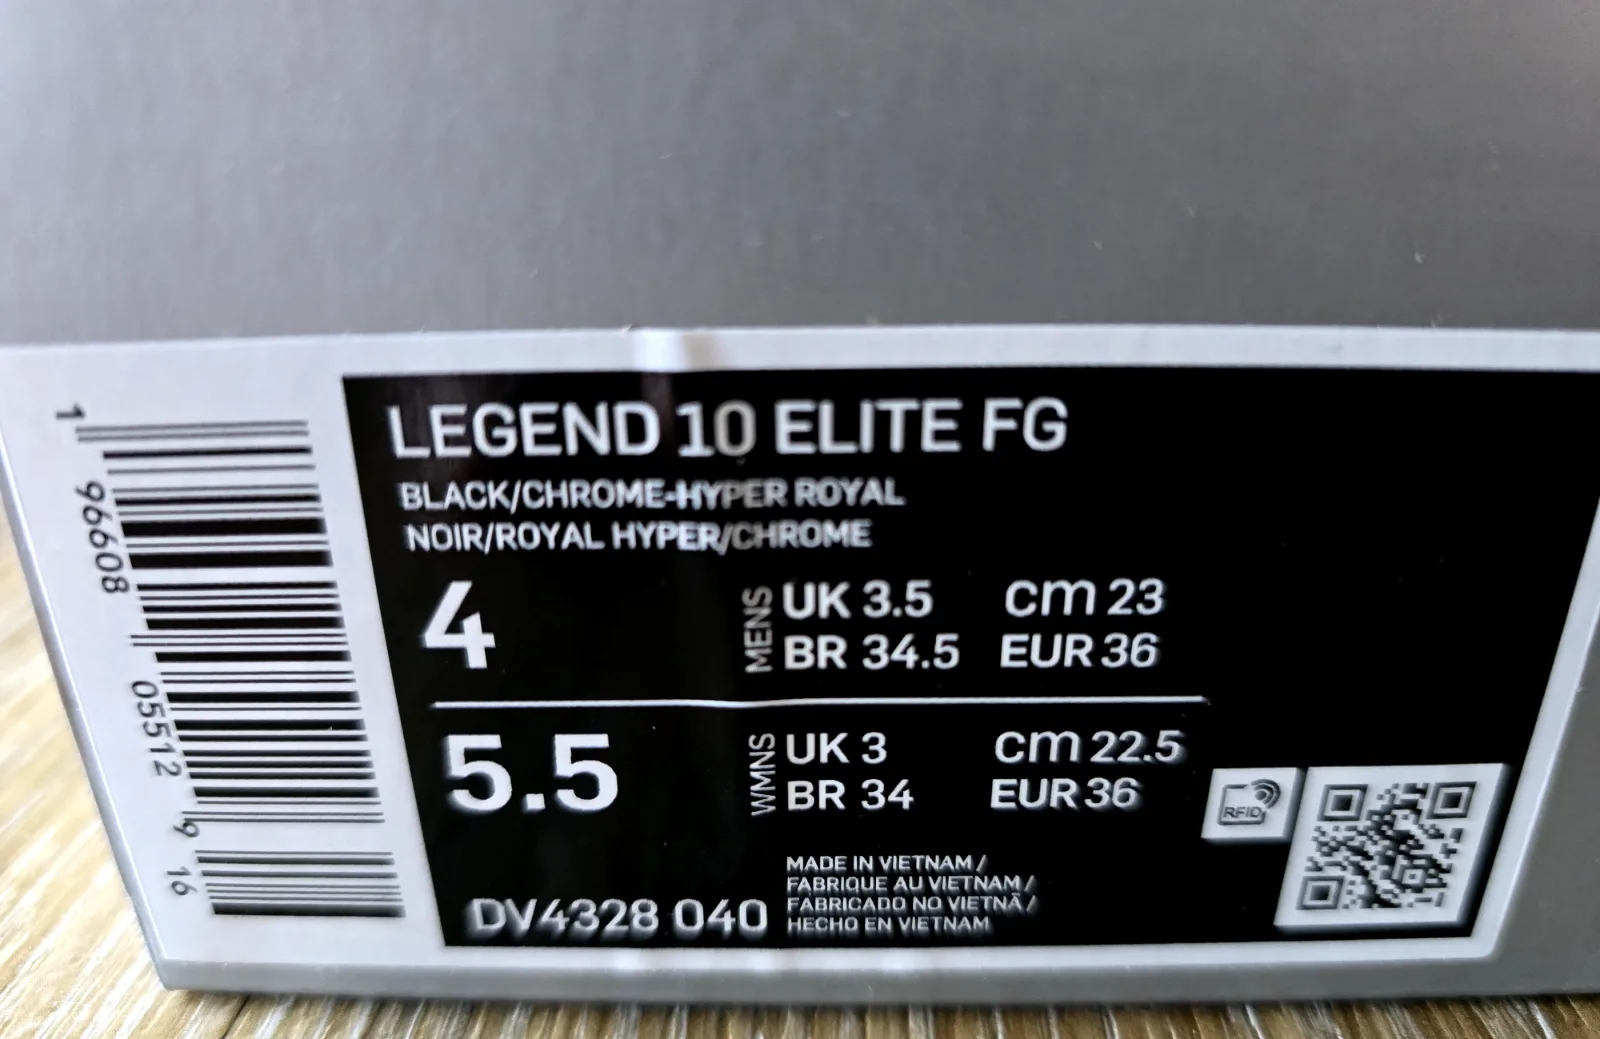 1 96608 05512 9 16
LEGEND 10 ELITE FG
BLACK/CHROME-HYPER ROYAL
NOIR/ROYAL HYPER/CHROME
4 MENS UK 3.5 cm 23
BR 34.5 EUR 36
5.5 WMNS UK 3 cm 22.5
BR 34 EUR 36
RFID
MADE IN VIETNAM /
FABRIQUE AU VIETNAM /
FABRICADO NO VIETNÃ /
HECHO EN VIETNAM
DV4328 040